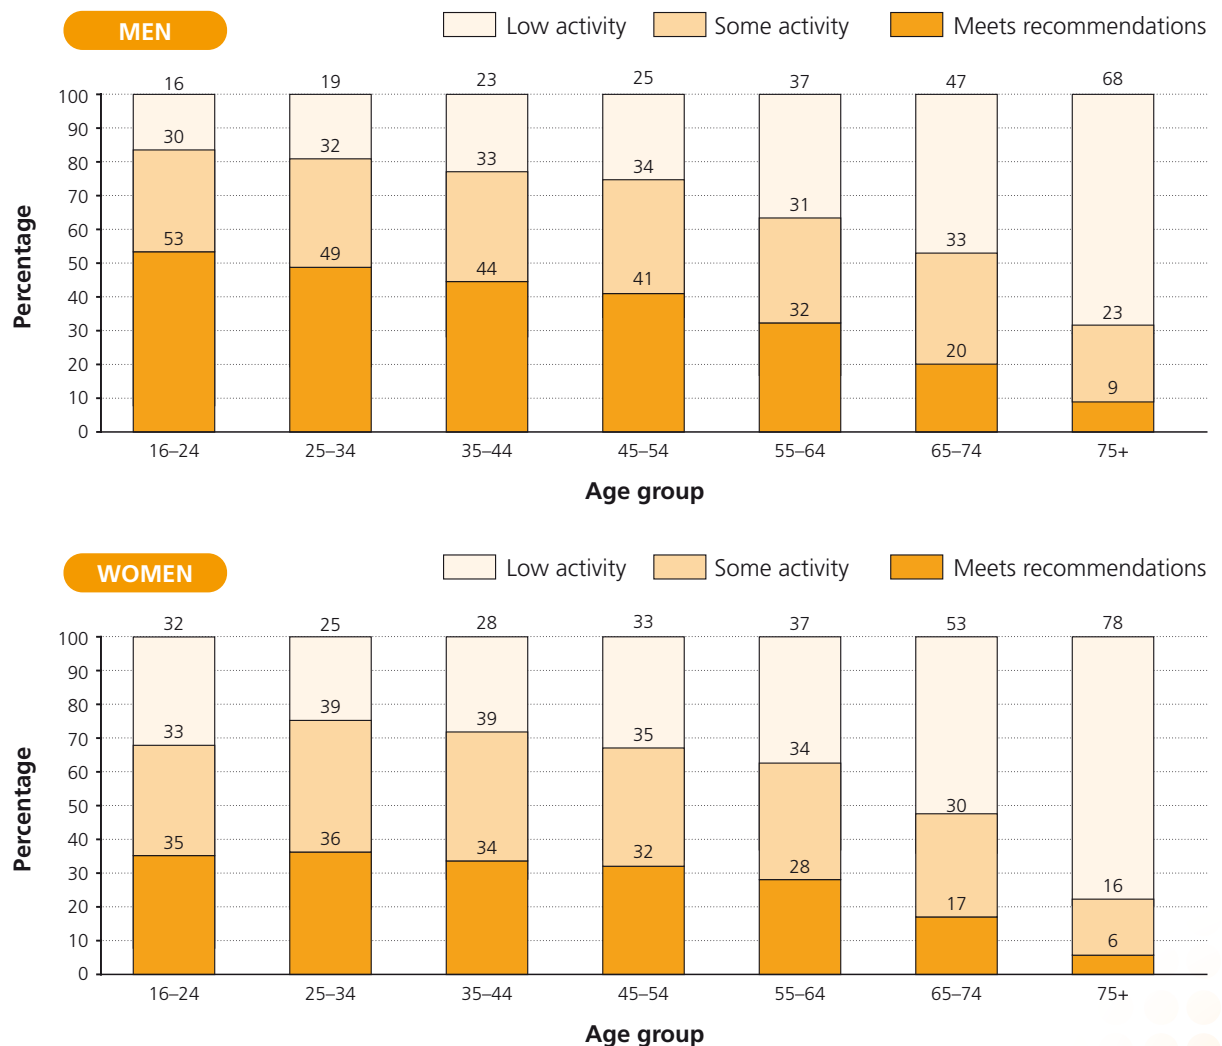 MEN
Low activity Some activity Meets recommendations
16 19 23 25 37 47 68
100
90
80
70
60
50
40
30
20
10
0
30 32 33 34 31 33 23
53 49 44 41 32 20 9
Percentage
16–24 25–34 35–44 45–54 55–64 65–74 75+
Age group
WOMEN
Low activity Some activity Meets recommendations
32 25 28 33 37 53 78
100
90
80
70
60
50
40
30
20
10
0
33 39 39 35 34 30 16
35 36 34 32 28 17 6
Percentage
16–24 25–34 35–44 45–54 55–64 65–74 75+
Age group